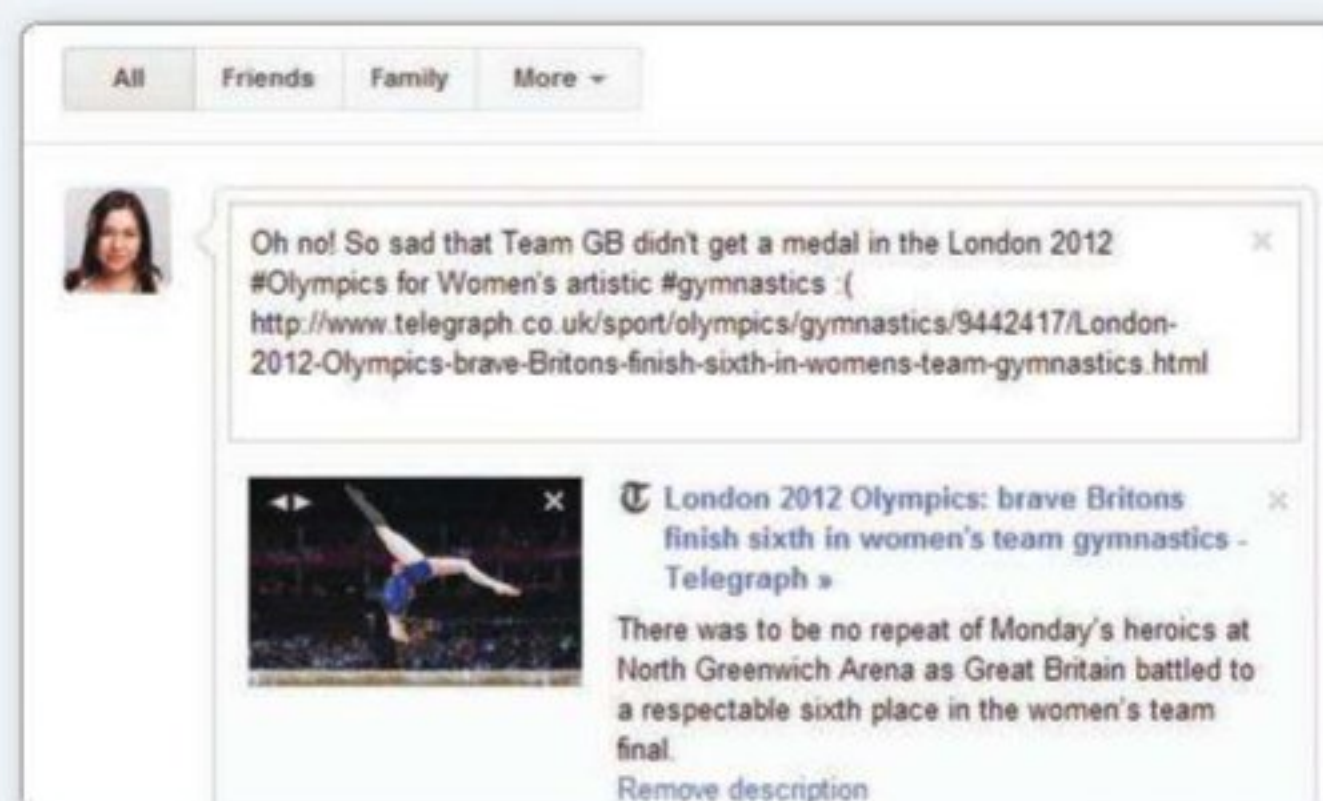 All Friends Family More
Oh no! So sad that Team GB didn't get a medal in the London 2012
#Olympics for Women's artistic #gymnastics :(
http://www.telegraph.co.uk/sport/olympics/gymnastics/9442417/London-
2012-Olympics-brave-Britons-finish-sixth-in-womens-team-gymnastics.html
T London 2012 Olympics: brave Britons
finish sixth in women's team gymnastics -
Telegraph »
There was to be no repeat of Monday's heroics at
North Greenwich Arena as Great Britain battled to
a respectable sixth place in the women's team
final.
Remove description